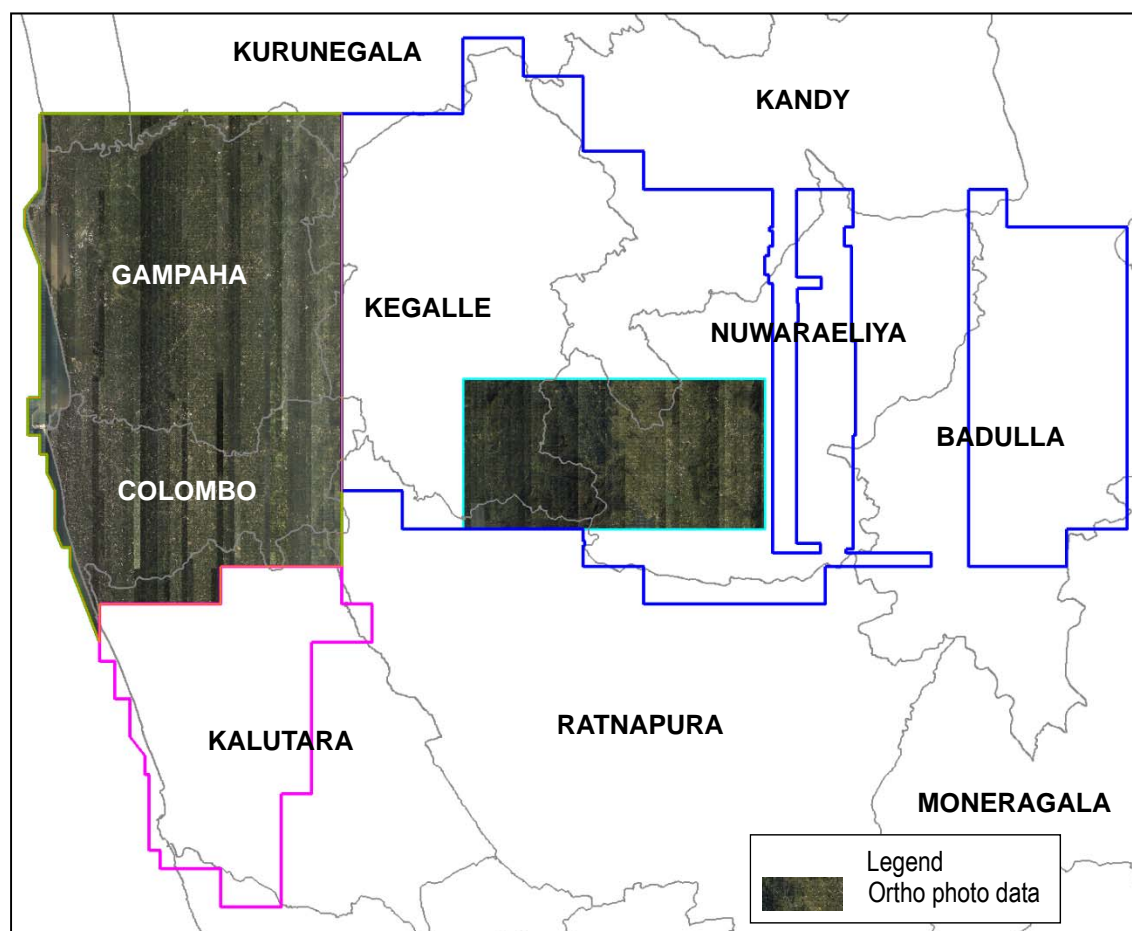 KURUNEGALA
KANDY
GAMPAHA
KEGALLE
NUWARAELIYA
BADULLA
COLOMBO
KALUTARA
RATNAPURA
MONERAGALA
Legend
Ortho photo data